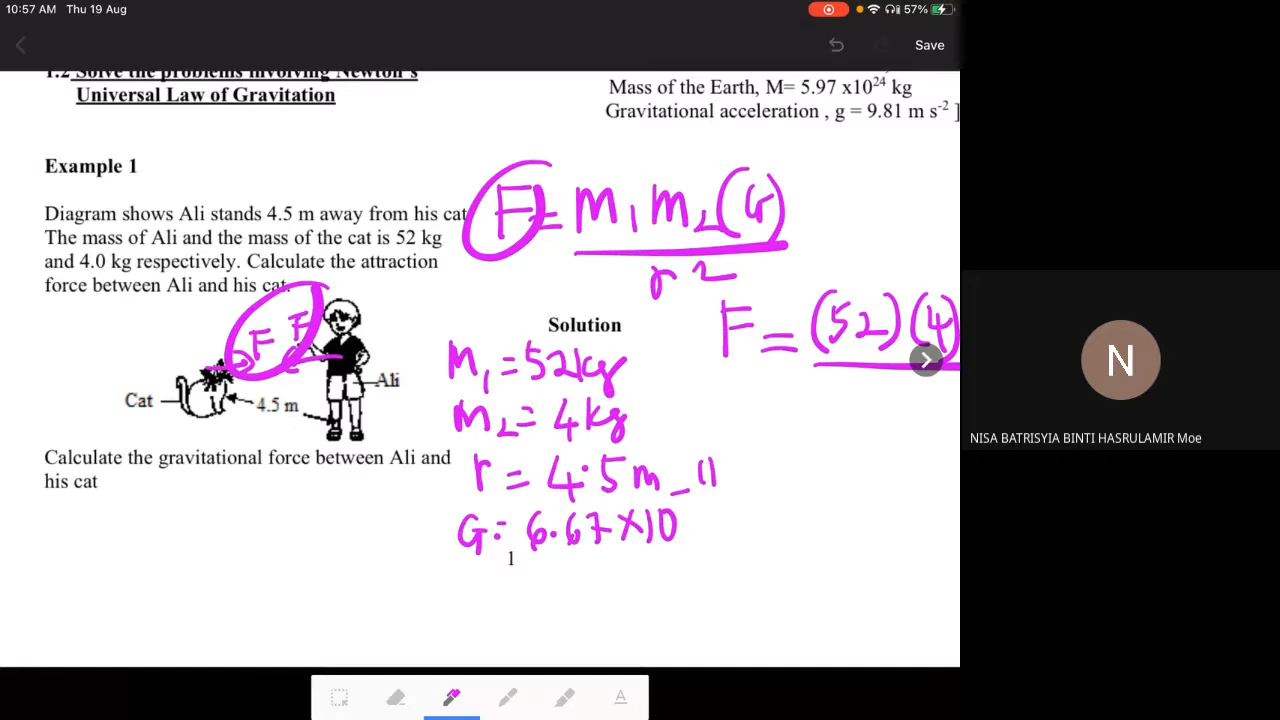 10:57 AM Thu 19 Aug
57%
Save
1.2 Solve the problems involving Newton's
Universal Law of Gravitation
Mass of the Earth, M= 5.97 x10²⁴ kg
Gravitational acceleration , g = 9.81 m s⁻² ]
Example 1
Diagram shows Ali stands 4.5 m away from his cat
The mass of Ali and the mass of the cat is 52 kg
and 4.0 kg respectively. Calculate the attraction
force between Ali and his cat.
F = m₁ m₂ (G)
r²
F = (52) (4)
F F
Cat
4.5 m
Ali
Calculate the gravitational force between Ali and
his cat
Solution
m₁ = 52kg
m₂ = 4kg
r = 4.5m
G = 6.67 x 10⁻¹¹
1
A
N
NISA BATRISYIA BINTI HASRULAMIR Moe